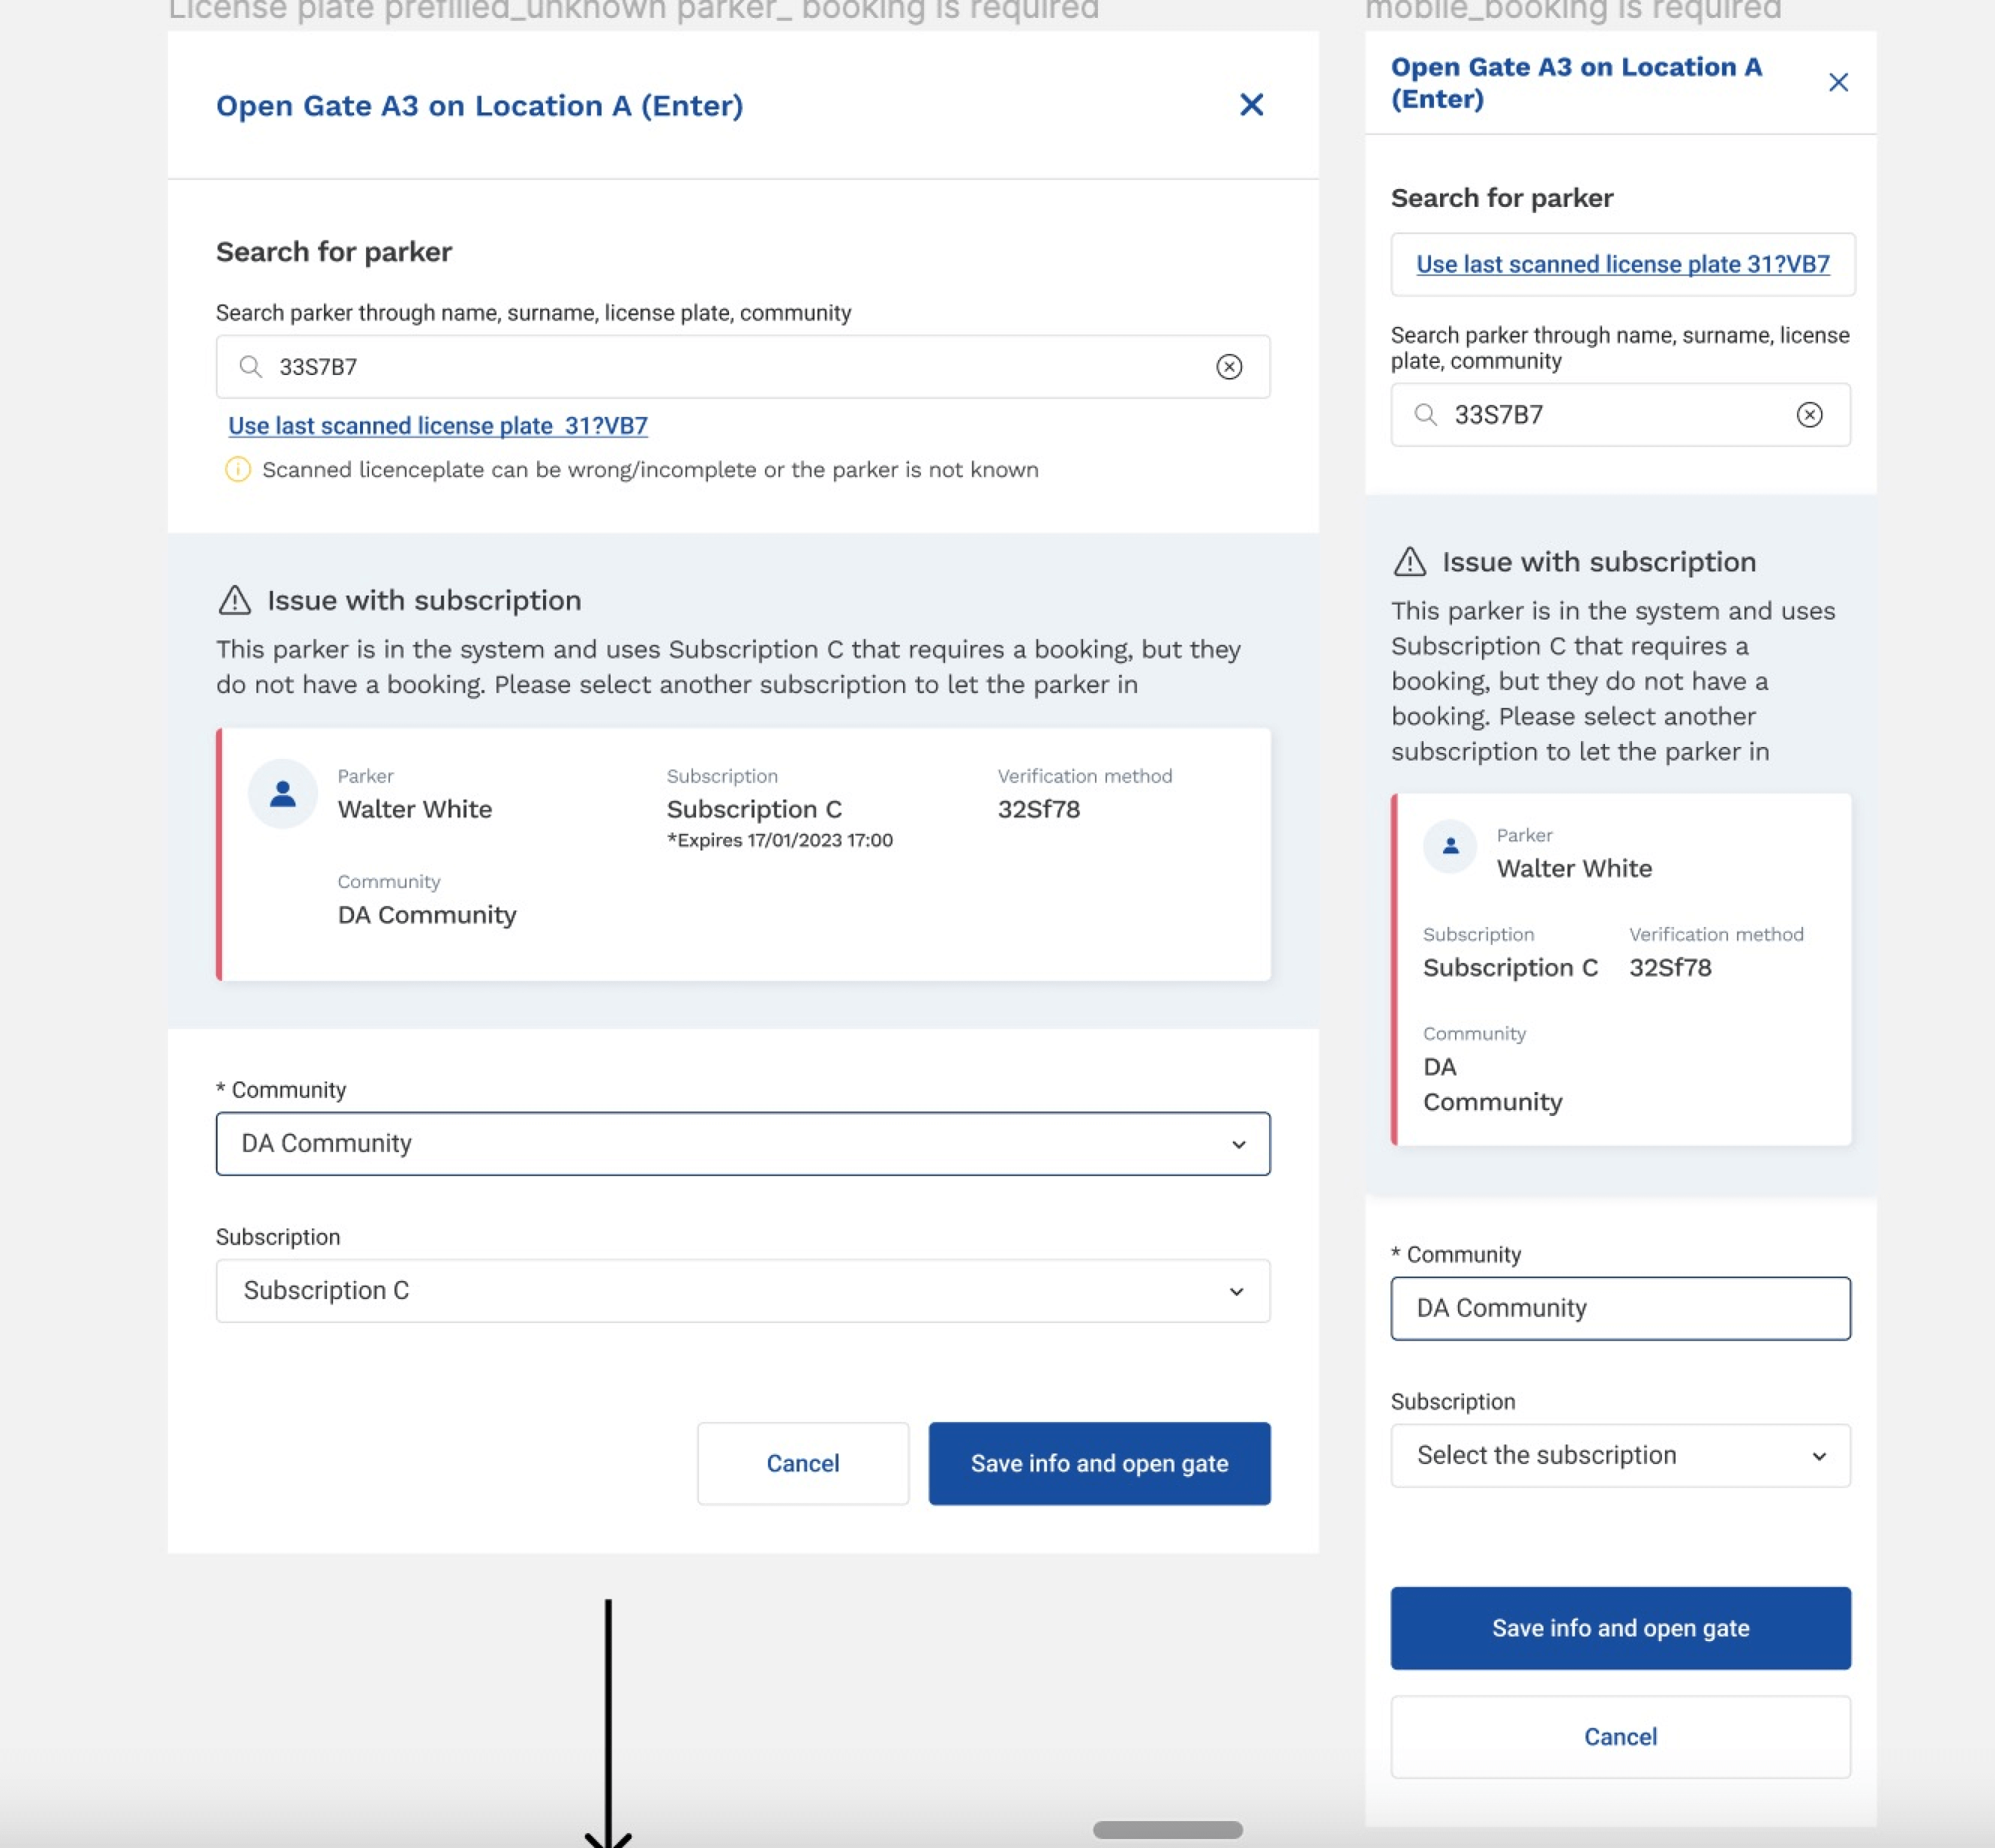 License plate prefilled_unknown parker_ booking is required
Open Gate A3 on Location A (Enter)
Search for parker
Search parker through name, surname, license plate, community
33S7B7
Use last scanned license plate 31?VB7
Scanned licenceplate can be wrong/incomplete or the parker is not known
Issue with subscription
This parker is in the system and uses Subscription C that requires a booking, but they
do not have a booking. Please select another subscription to let the parker in
Parker
Walter White
Subscription
Subscription C
*Expires 17/01/2023 17:00
Verification method
32Sf78
Community
DA Community
* Community
DA Community
Subscription
Subscription C
Cancel
Save info and open gate
mobile_booking is required
Open Gate A3 on Location A
(Enter)
Search for parker
Use last scanned license plate 31?VB7
Search parker through name, surname, license
plate, community
33S7B7
Issue with subscription
This parker is in the system and uses
Subscription C that requires a
booking, but they do not have a
booking. Please select another
subscription to let the parker in
Parker
Walter White
Subscription
Subscription C
Verification method
32Sf78
Community
DA
Community
* Community
DA Community
Subscription
Select the subscription
Save info and open gate
Cancel